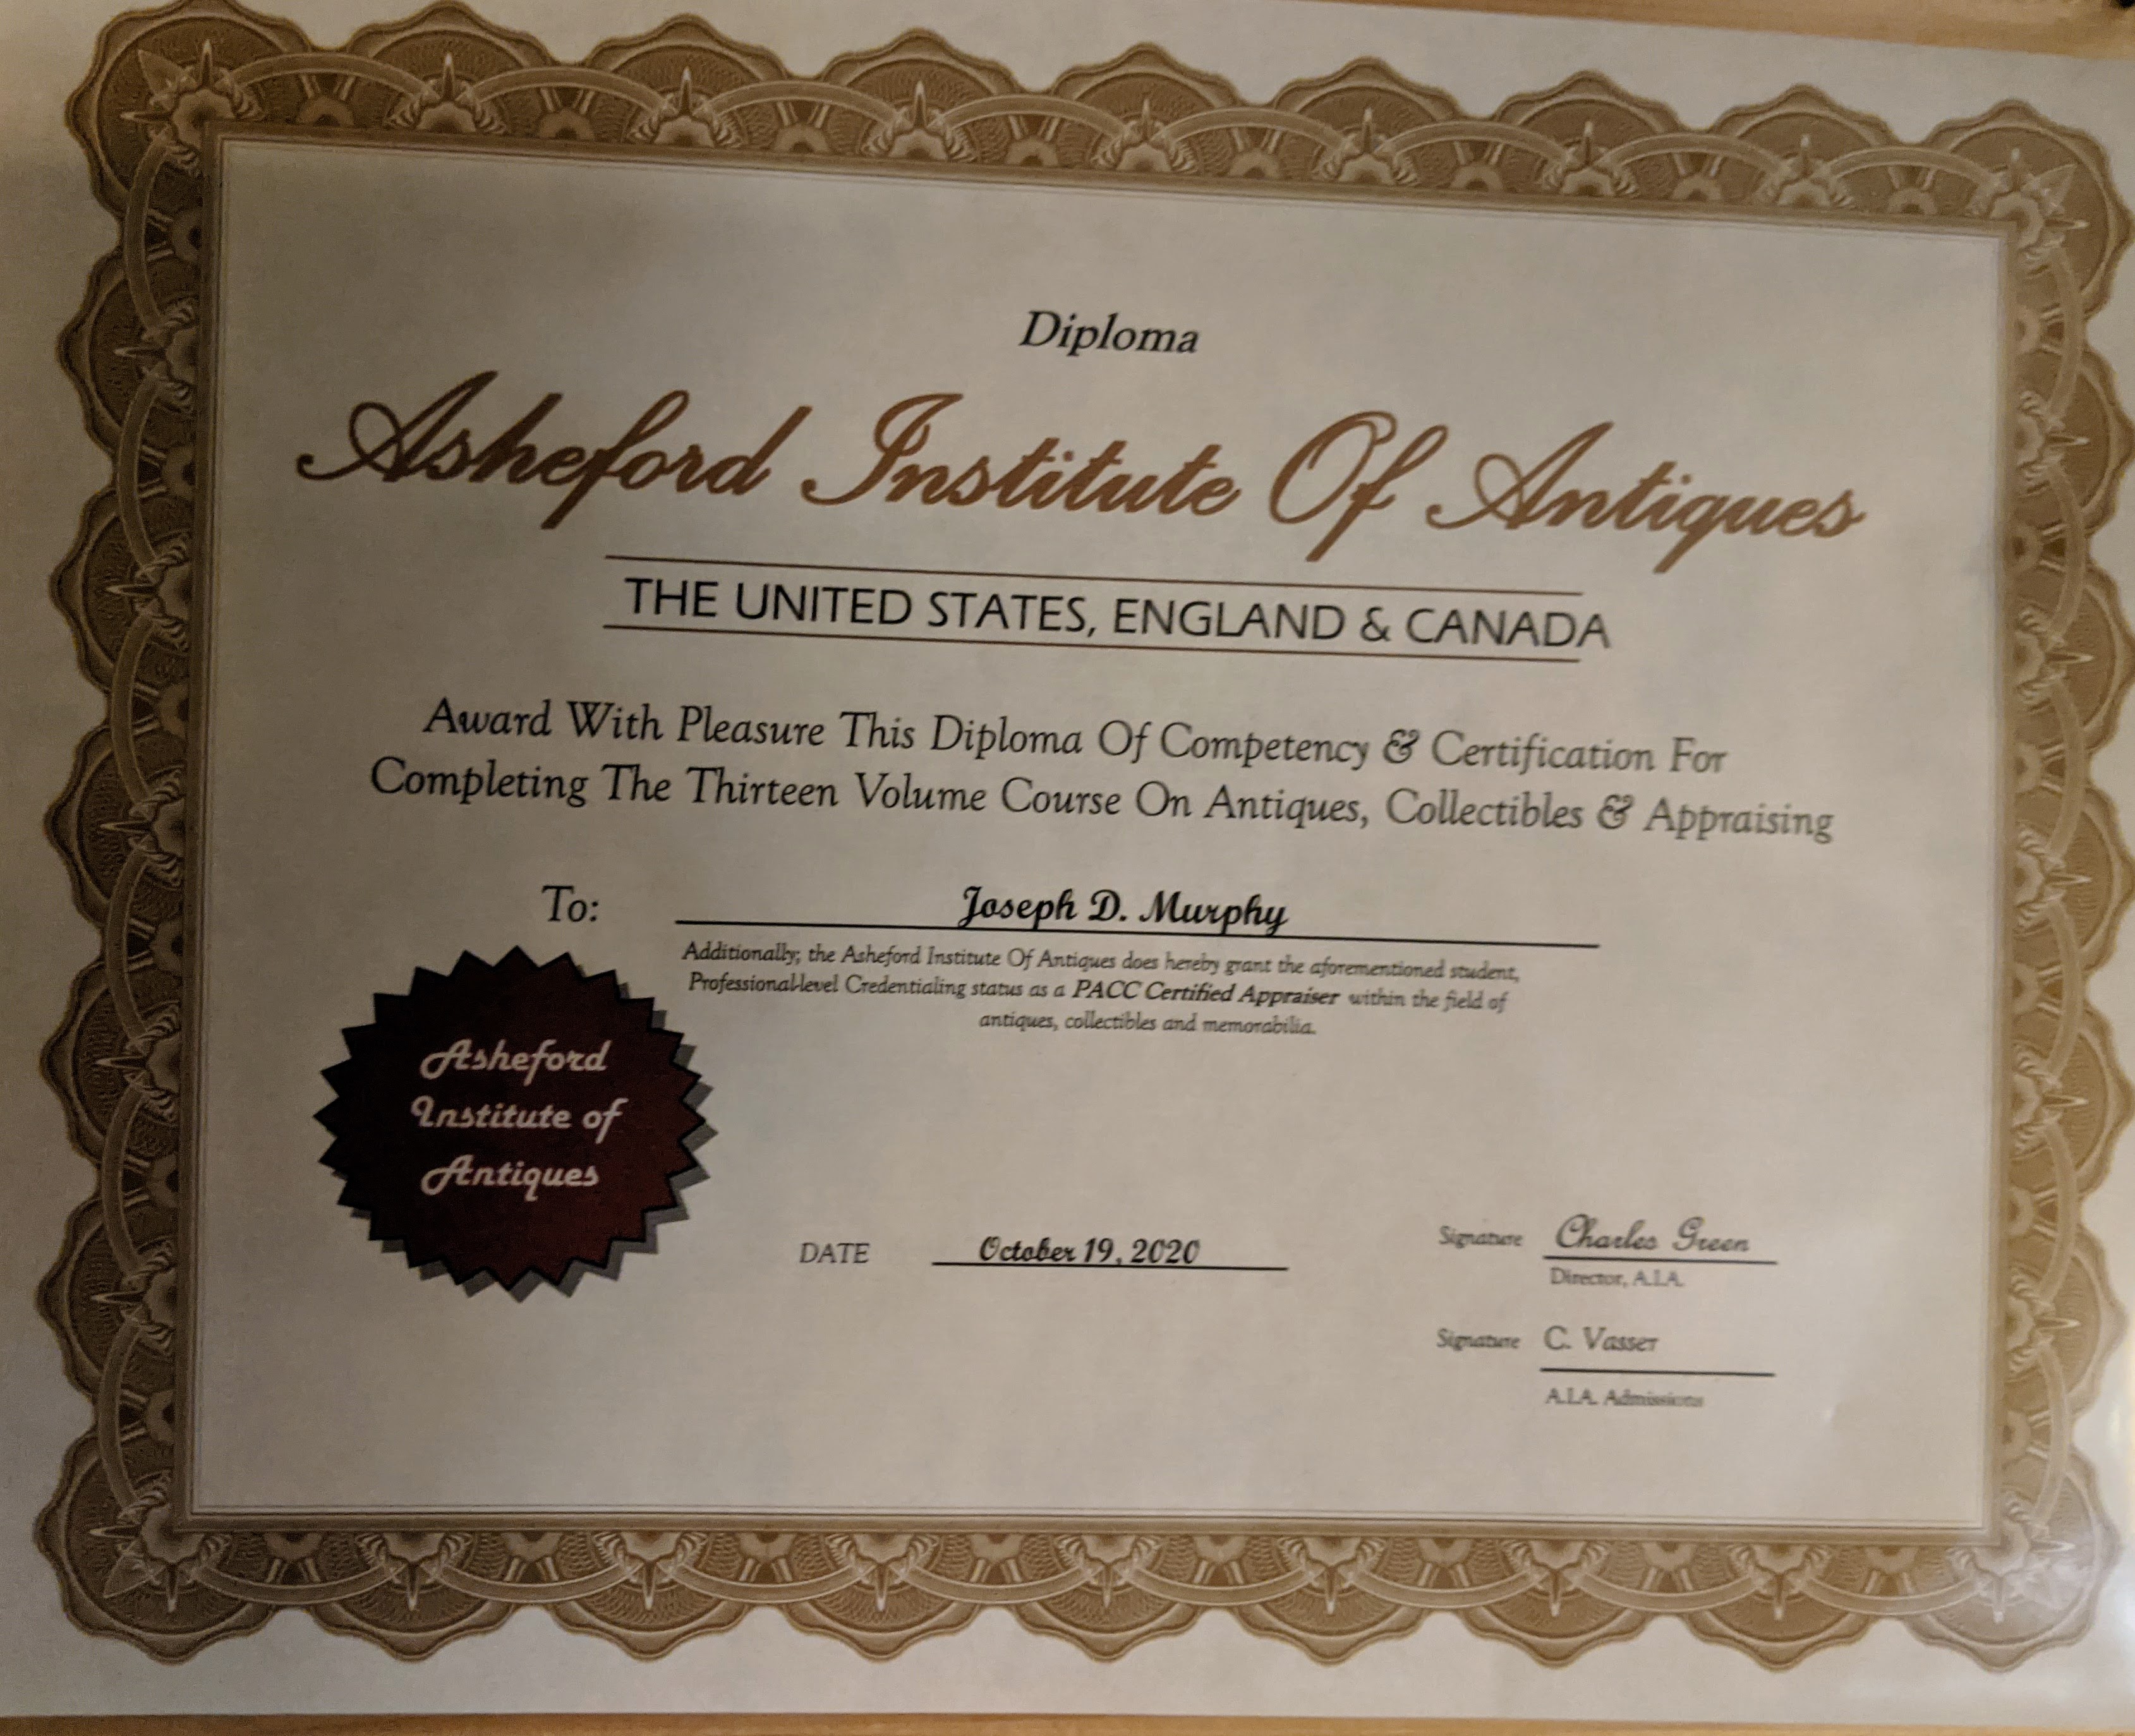 Diploma
Asheford Institute Of Antiques
THE UNITED STATES, ENGLAND & CANADA
Award With Pleasure This Diploma Of Competency & Certification For
Completing The Thirteen Volume Course On Antiques, Collectibles & Appraising
To: Joseph D. Murphy
Additionally; the Asheford Institute Of Antiques does hereby grant the aforementioned student,
Professional-level Credentialing status as a PACC Certified Appraiser within the field of
antiques, collectibles and memorabilia.
Asheford
Institute of
Antiques
DATE October 19, 2020
Signature Charles Green
Director, A.I.A.
Signature C. Vasser
A.I.A. Admissions